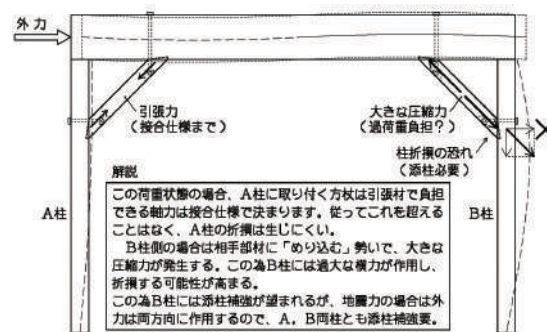 外力
引張力
（接合仕様まで）
大きな圧縮力
（過荷重負担？）
柱折損の恐れ
（添柱必要）
A柱
B柱
解説
この荷重状態の場合、A柱に取り付く方杖は引張材で負担
できる軸力は接合仕様で決まります。従ってこれを超える
ことはなく、A柱の折損は生じにくい。
B柱側の場合は相手部材に「めり込む」勢いで、大きな
圧縮力が発生する。この為B柱には過大な横力が作用し、
折損する可能性が高まる。
この為B柱には添柱補強が望まれるが、地震力の場合は外
力は両方向に作用するので、A，B両柱とも添柱補強要。